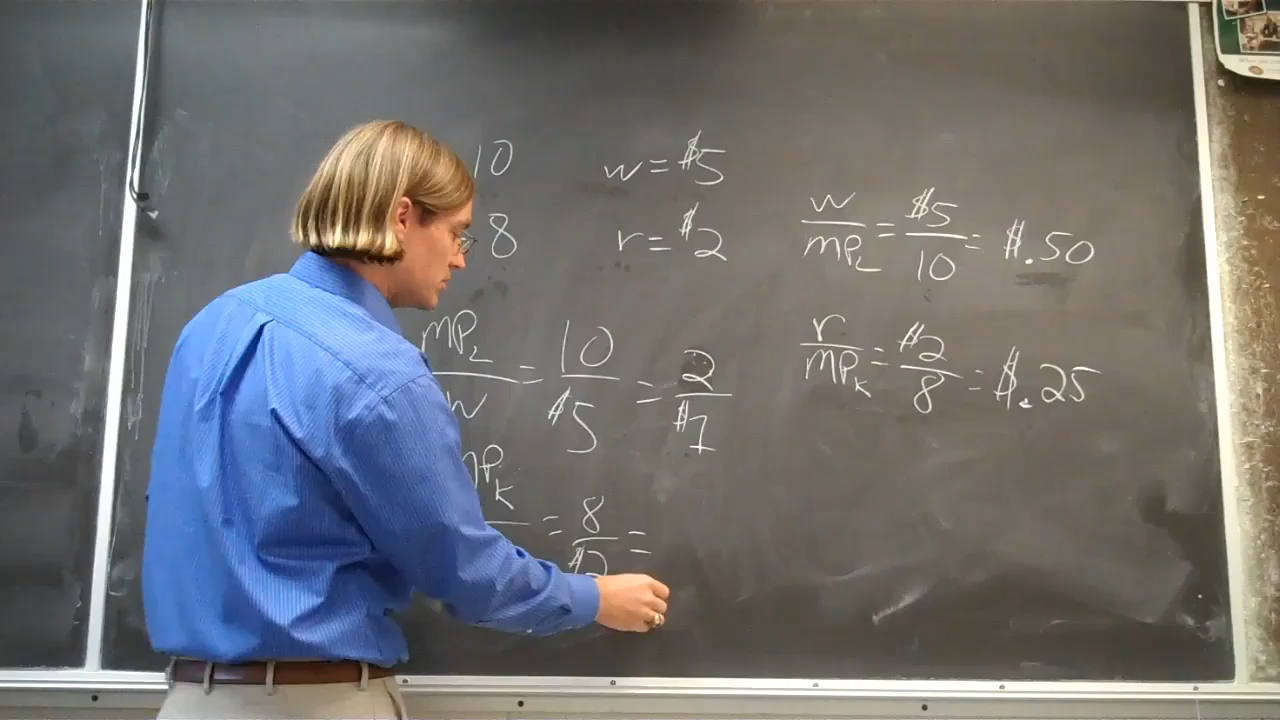 10 w = $5
8 r = $2
w/MP_L = $5/10 = $.50
r/MP_K = $2/8 = $.25
MP_L/w = 10/$5 = 2/$1
MP_K = 8/$2 =